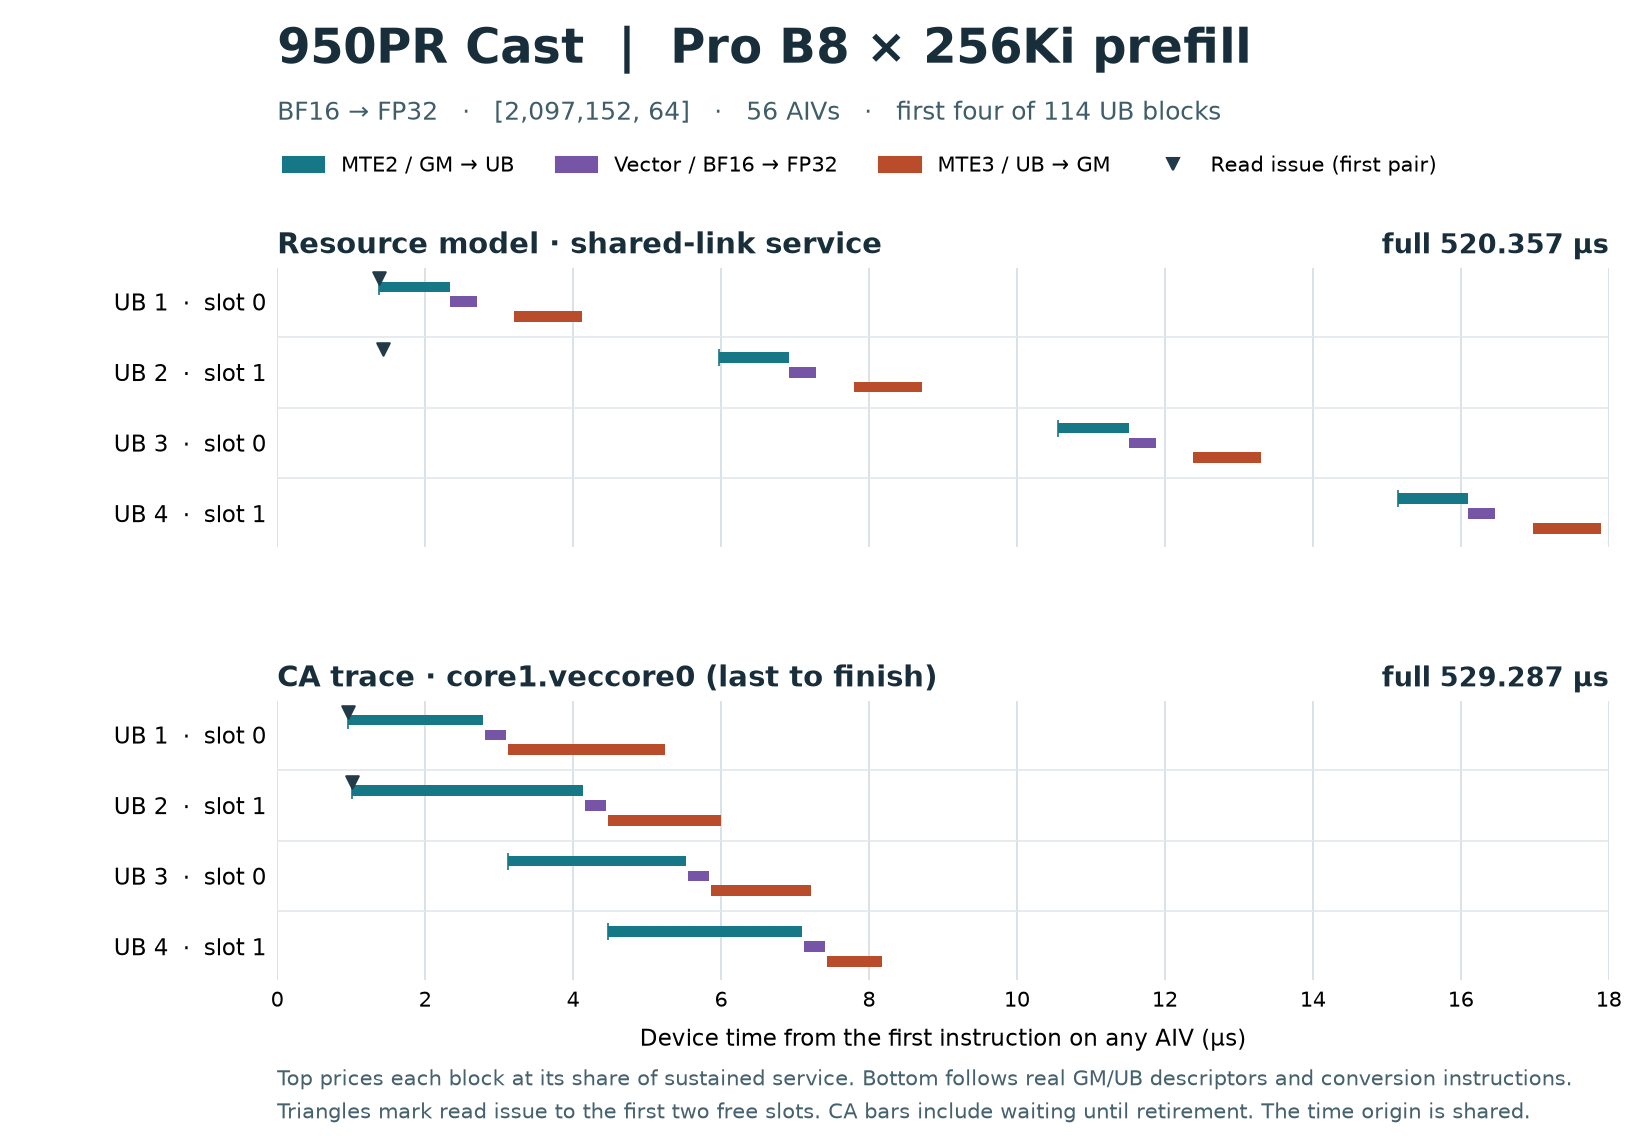 950PR Cast | Pro B8 × 256Ki prefill
BF16 → FP32 · [2,097,152, 64] · 56 AIVs · first four of 114 UB blocks
MTE2 / GM → UB Vector / BF16 → FP32 MTE3 / UB → GM Read issue (first pair)
Resource model · shared-link service full 520.357 µs
UB 1 · slot 0
UB 2 · slot 1
UB 3 · slot 0
UB 4 · slot 1
CA trace · core1.veccore0 (last to finish) full 529.287 µs
UB 1 · slot 0
UB 2 · slot 1
UB 3 · slot 0
UB 4 · slot 1
0 2 4 6 8 10 12 14 16 18
Device time from the first instruction on any AIV (µs)
Top prices each block at its share of sustained service. Bottom follows real GM/UB descriptors and conversion instructions.
Triangles mark read issue to the first two free slots. CA bars include waiting until retirement. The time origin is shared.